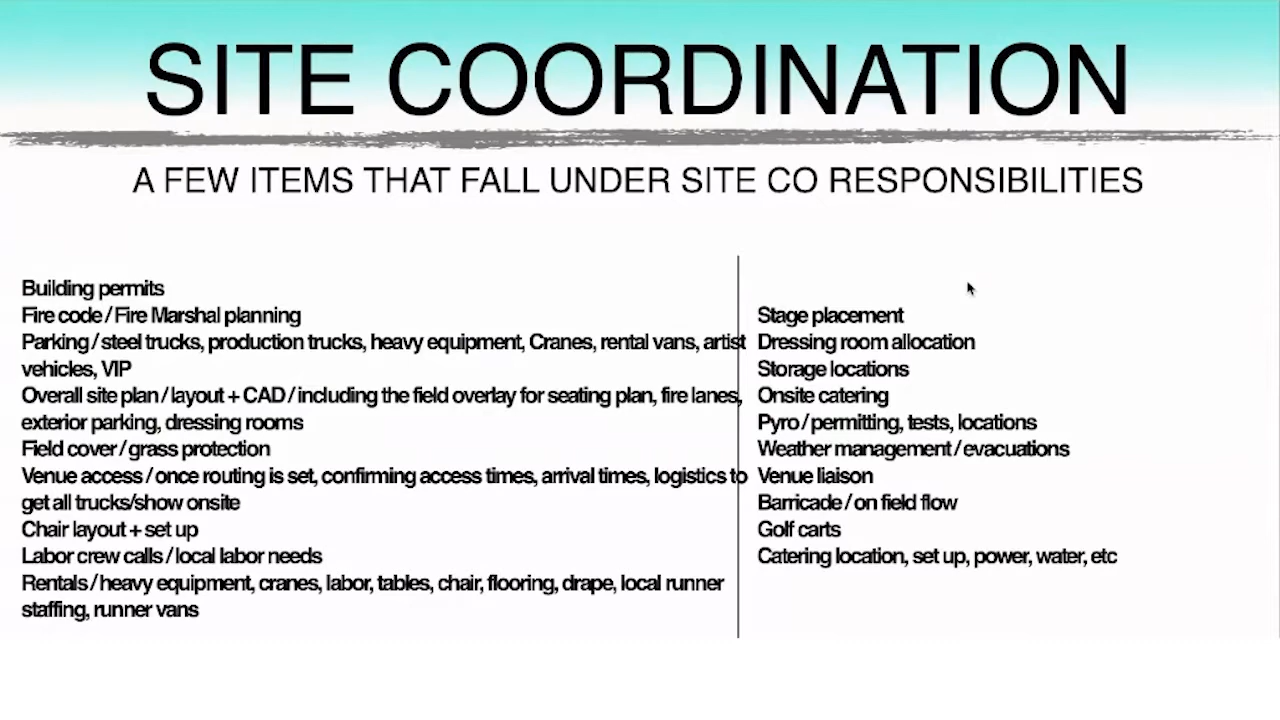 SITE COORDINATION
A FEW ITEMS THAT FALL UNDER SITE CO RESPONSIBILITIES
Building permits
Fire code / Fire Marshal planning
Parking / steel trucks, production trucks, heavy equipment, Cranes, rental vans, artist
vehicles, VIP
Overall site plan / layout + CAD / including the field overlay for seating plan, fire lanes,
exterior parking, dressing rooms
Field cover / grass protection
Venue access / once routing is set, confirming access times, arrival times, logistics to
get all trucks/show onsite
Chair layout + set up
Labor crew calls / local labor needs
Rentals / heavy equipment, cranes, labor, tables, chair, flooring, drape, local runner
staffing, runner vans
Stage placement
Dressing room allocation
Storage locations
Onsite catering
Pyro / permitting, tests, locations
Weather management / evacuations
Venue liaison
Barricade / on field flow
Golf carts
Catering location, set up, power, water, etc